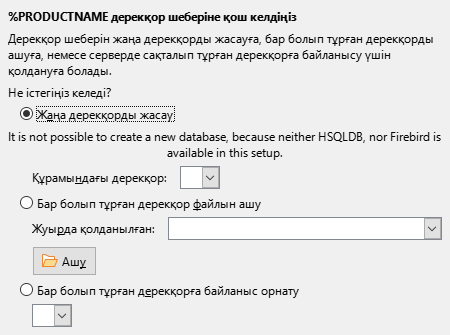 %PRODUCTNAME дерекқор шеберіне қош келдіңіз
Дерекқор шеберін жаңа дерекқорды жасауға, бар болып тұрған дерекқорды
ашуға, немесе серверде сақталып тұрған дерекқорға байланысу үшін
қолдануға болады.
Не істегіңіз келеді?
Жаңа дерекқорды жасау
It is not possible to create a new database, because neither HSQLDB, nor Firebird is
available in this setup.
Құрамындағы дерекқор:
Бар болып тұрған дерекқор файлын ашу
Жуырда қолданылған:
Ашу
Бар болып тұрған дерекқорға байланыс орнату